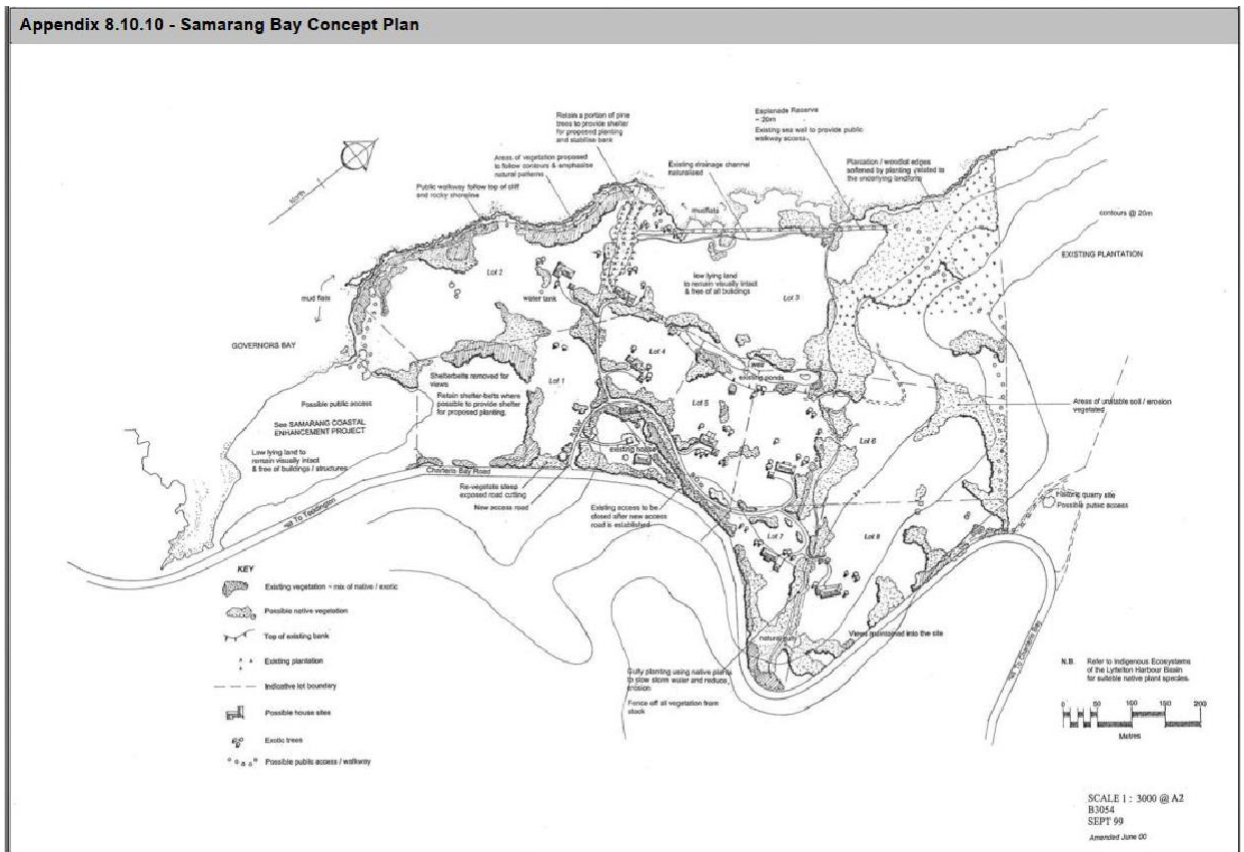 Appendix 8.10.10 - Samarang Bay Concept Plan
Retain a portion of pine
trees to provide shelter
for proposed planting
and stabilise bank
Esplanade Reserve
~ 20m
Existing sea wall to provide public
walkway access
Areas of vegetation proposed
to follow contours & emphasise
natural patterns
Existing drainage channel
naturalised
Plantation / woodlot edges
softened by planting related to
the underlying landform
Public walkway follow top of cliff
and rocky shoreline
north
mudflats
contours @ 20m
EXISTING PLANTATION
Lot 2
water tank
low lying land
to remain visually intact
& free of all buildings
Lot 3
mud flats
GOVERNORS BAY
Lot 4
existing ponds
Shelterbelts removed for
views
Lot 1
Retain shelter-belts where
possible to provide shelter
for proposed planting.
Lot 5
Areas of unstable soil / erosion
vegetated
Possible public access
See SAMARANG COASTAL
ENHANCEMENT PROJECT
Low lying land to
remain visually intact
& free of buildings / structures
existing house
Lot 6
Charteris Bay Road
Re-vegetate steep
exposed road cutting
New access road
Existing access to be
closed after new access
road is established
Historic quarry site
Possible public access
Lot 7
Lot 8
To Teddington
natural gully
Views maintained into the site
Gully planting using native plants
to slow storm water and reduce
erosion
Fence off all vegetation from
stock
KEY
Existing vegetation - mix of native / exotic
Possible native vegetation
Top of existing bank
Existing plantation
Indicative lot boundary
Possible house sites
Exotic trees
Possible public access / walkway
N.B. Refer to Indigenous Ecosystems
of the Lyttelton Harbour Basin
for suitable native plant species.
0 50 100 150 200
Metres
SCALE 1 : 3000 @ A2
B3054
SEPT 99
Amended June 00